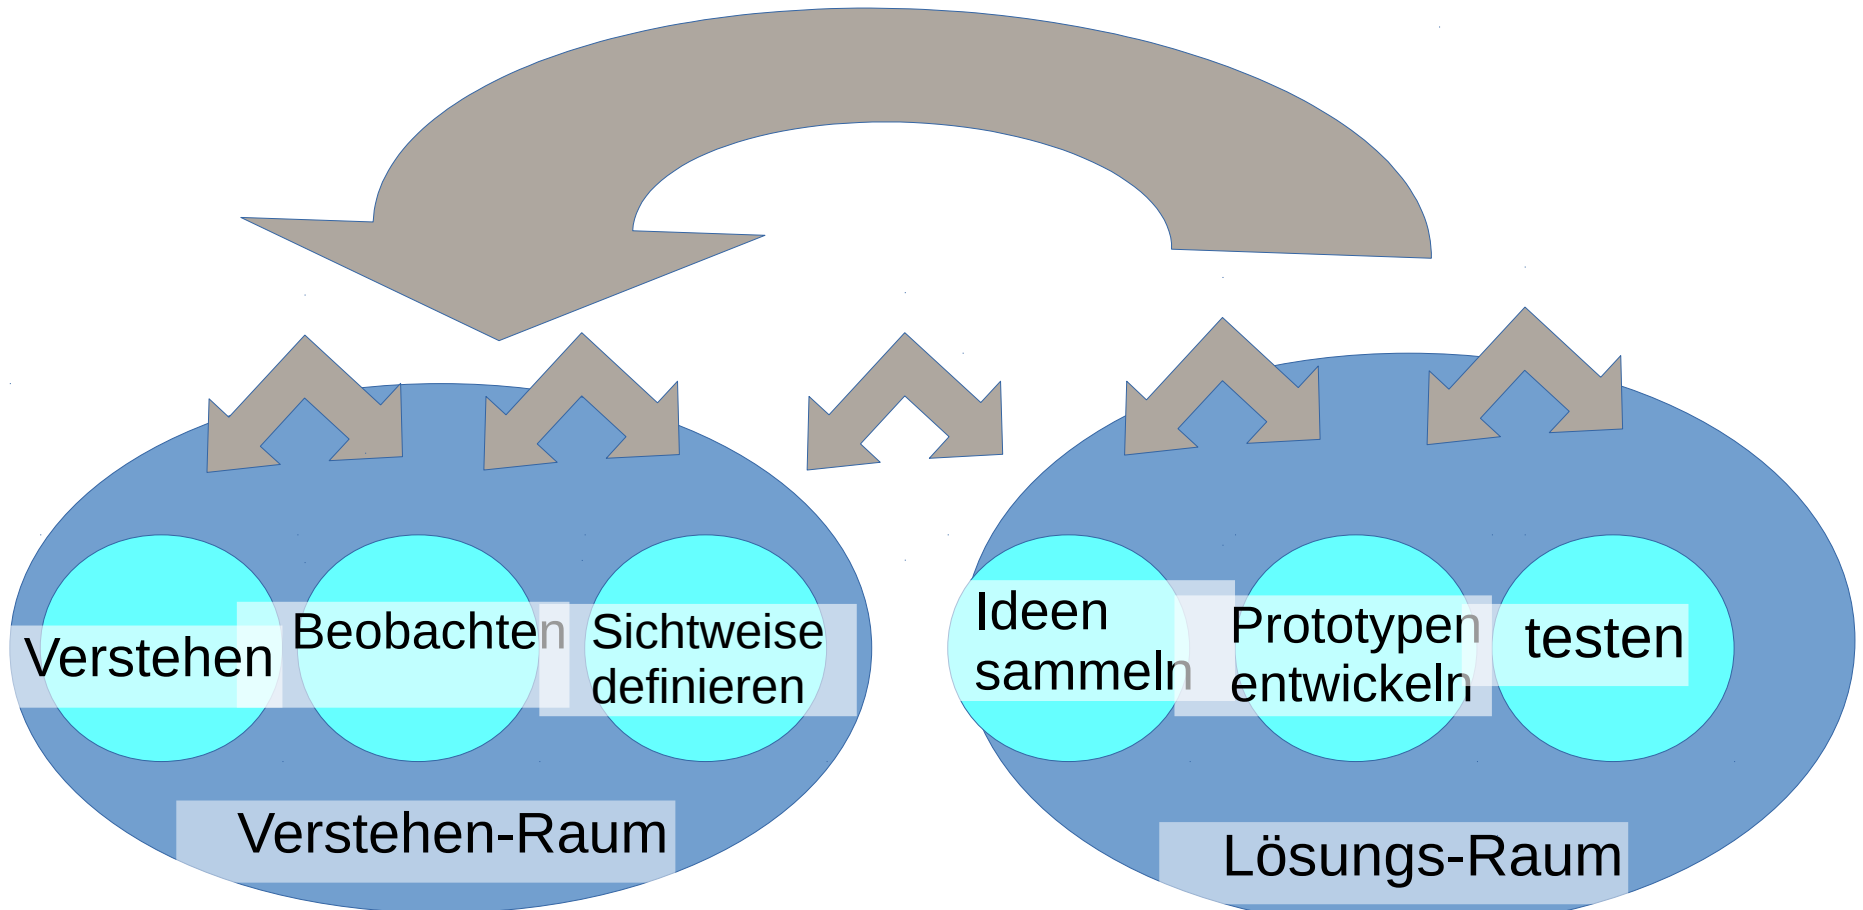 Verstehen
Beobachten
Sichtweise
definieren
Ideen
sammeln
Prototypen
entwickeln
testen
Verstehen-Raum
Lösungs-Raum